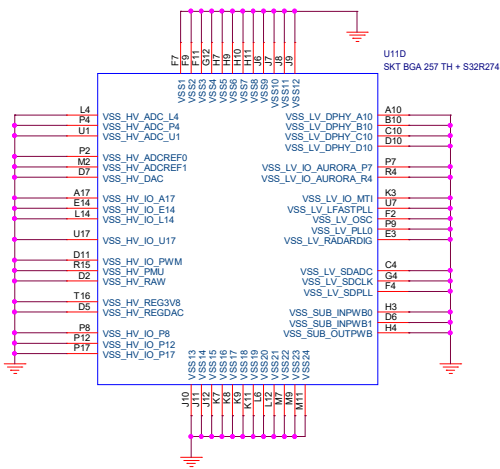 F7
F9
F11
G12
H7
H9
H10
H11
J6
J7
J8
J9
U11D
SKT BGA 257 TH + S32R274
VSS1
VSS2
VSS3
VSS4
VSS5
VSS6
VSS7
VSS8
VSS9
VSS10
VSS11
VSS12
L4 VSS_HV_ADC_L4
P4 VSS_HV_ADC_P4
U1 VSS_HV_ADC_U1
P2 VSS_HV_ADCREF0
M2 VSS_HV_ADCREF1
D7 VSS_HV_DAC
A17 VSS_HV_IO_A17
E14 VSS_HV_IO_E14
L14 VSS_HV_IO_L14
U17 VSS_HV_IO_U17
D11 VSS_HV_IO_PWM
R15 VSS_HV_PMU
D2 VSS_HV_RAW
T16 VSS_HV_REG3V8
D5 VSS_HV_REGDAC
P8 VSS_HV_IO_P8
P12 VSS_HV_IO_P12
P17 VSS_HV_IO_P17
VSS_LV_DPHY_A10 A10
VSS_LV_DPHY_B10 B10
VSS_LV_DPHY_C10 C10
VSS_LV_DPHY_D10 D10
VSS_LV_IO_AURORA_P7 P7
VSS_LV_IO_AURORA_R4 R4
VSS_LV_IO_MTI K3
VSS_LV_LFASTPLL U7
VSS_LV_OSC F2
VSS_LV_PLL0 P9
VSS_LV_RADARDIG E3
VSS_LV_SDADC C4
VSS_LV_SDCLK G4
VSS_LV_SDPLL F4
VSS_SUB_INPWB0 H3
VSS_SUB_INPWB1 D6
VSS_SUB_OUTPWB H4
VSS13
VSS14
VSS15
VSS16
VSS17
VSS18
VSS19
VSS20
VSS21
VSS22
VSS23
VSS24
J10
J11
J12
K7
K8
K9
K11
L6
L12
M7
M9
M11